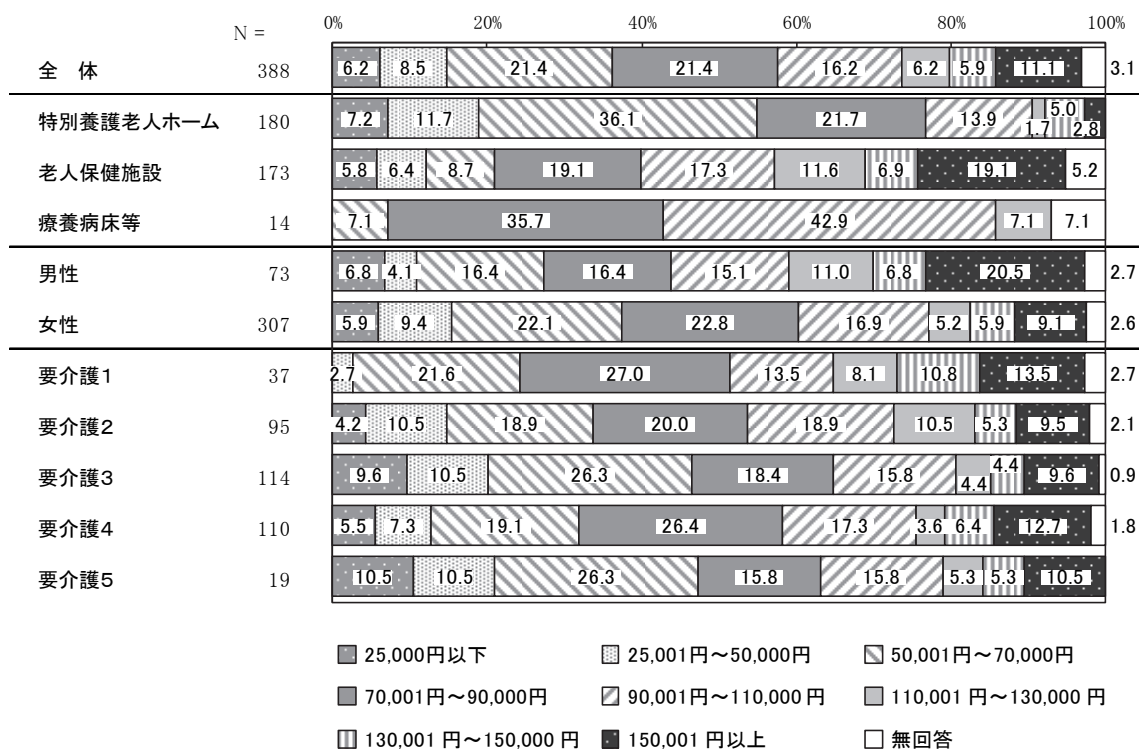 0% 20% 40% 60% 80% 100%
N =
全 体 388 6.2 8.5 21.4 21.4 16.2 6.2 5.9 11.1 3.1
特別養護老人ホーム 180 7.2 11.7 36.1 21.7 13.9 1.7 5.0 2.8
老人保健施設 173 5.8 6.4 8.7 19.1 17.3 11.6 6.9 19.1 5.2
療養病床等 14 7.1 35.7 42.9 7.1 7.1
男性 73 6.8 4.1 16.4 16.4 15.1 11.0 6.8 20.5 2.7
女性 307 5.9 9.4 22.1 22.8 16.9 5.2 5.9 9.1 2.6
要介護1 37 2.7 21.6 27.0 13.5 8.1 10.8 13.5 2.7
要介護2 95 4.2 10.5 18.9 20.0 18.9 10.5 5.3 9.5 2.1
要介護3 114 9.6 10.5 26.3 18.4 15.8 4.4 4.4 9.6 0.9
要介護4 110 5.5 7.3 19.1 26.4 17.3 3.6 6.4 12.7 1.8
要介護5 19 10.5 10.5 26.3 15.8 15.8 5.3 5.3 10.5
25,000円以下 25,001円～50,000円 50,001円～70,000円
70,001円～90,000円 90,001円～110,000円 110,001 円～130,000 円
130,001 円～150,000 円 150,001 円以上 無回答